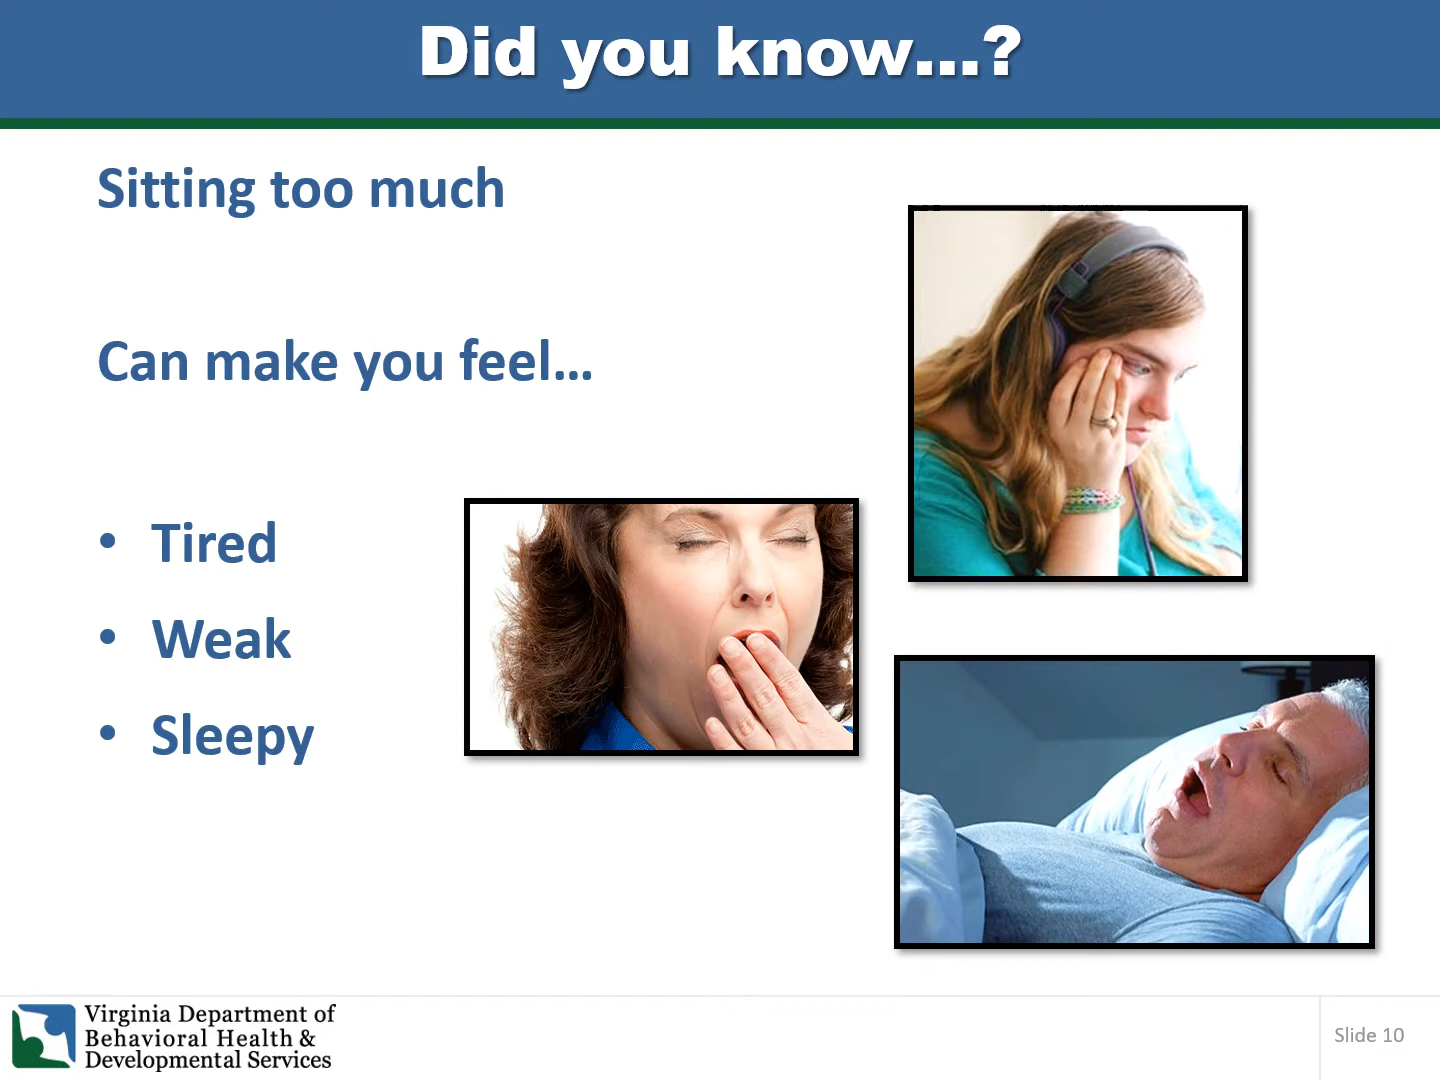 Did you know...?
Sitting too much
Can make you feel...
• Tired
• Weak
• Sleepy
Virginia Department of
Behavioral Health &
Developmental Services
Slide 10